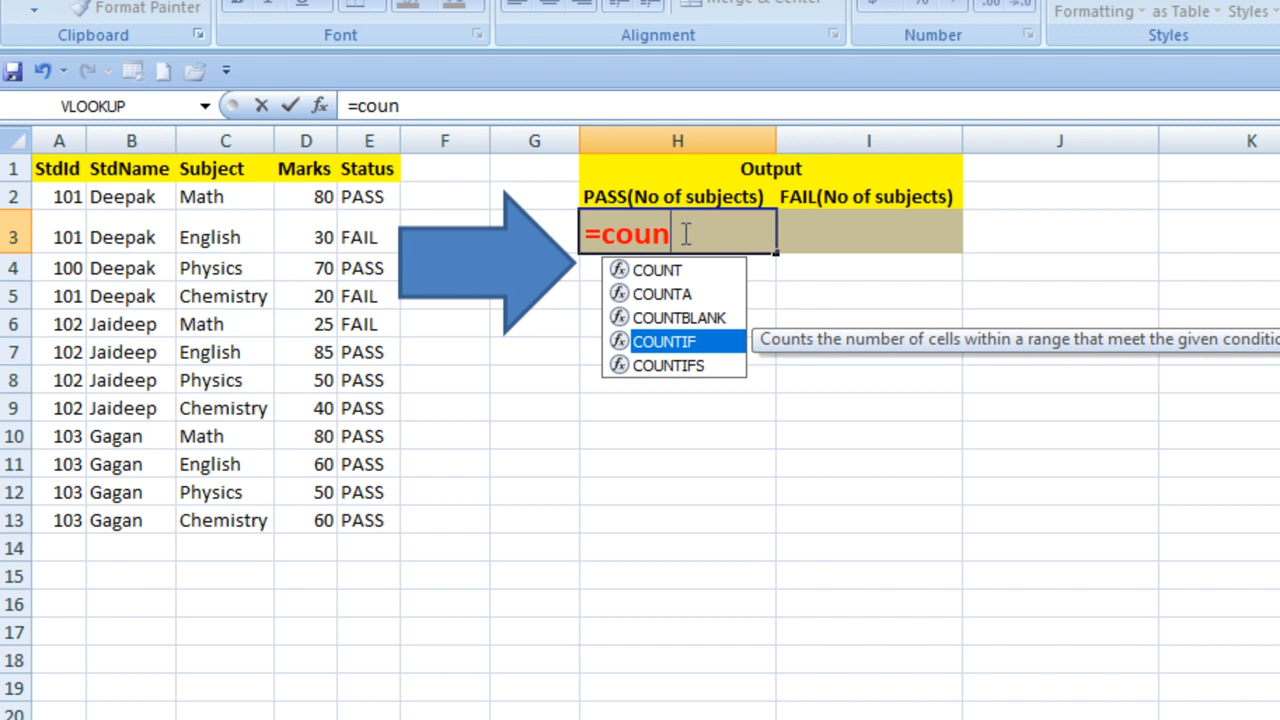 Format Painter
Merge & Center
Formatting as Table Styles
Clipboard Font Alignment Number Styles
VLOOKUP =coun
A B C D E F G H I J K
1 StdId StdName Subject Marks Status Output
2 101 Deepak Math 80 PASS PASS(No of subjects) FAIL(No of subjects)
3 101 Deepak English 30 FAIL =coun
4 100 Deepak Physics 70 PASS COUNT
5 101 Deepak Chemistry 20 FAIL COUNTA
6 102 Jaideep Math 25 FAIL COUNTBLANK
COUNTIF Counts the number of cells within a range that meet the given conditio
7 102 Jaideep English 85 PASS COUNTIFS
8 102 Jaideep Physics 50 PASS
9 102 Jaideep Chemistry 40 PASS
10 103 Gagan Math 80 PASS
11 103 Gagan English 60 PASS
12 103 Gagan Physics 50 PASS
13 103 Gagan Chemistry 60 PASS
14
15
16
17
18
19
20